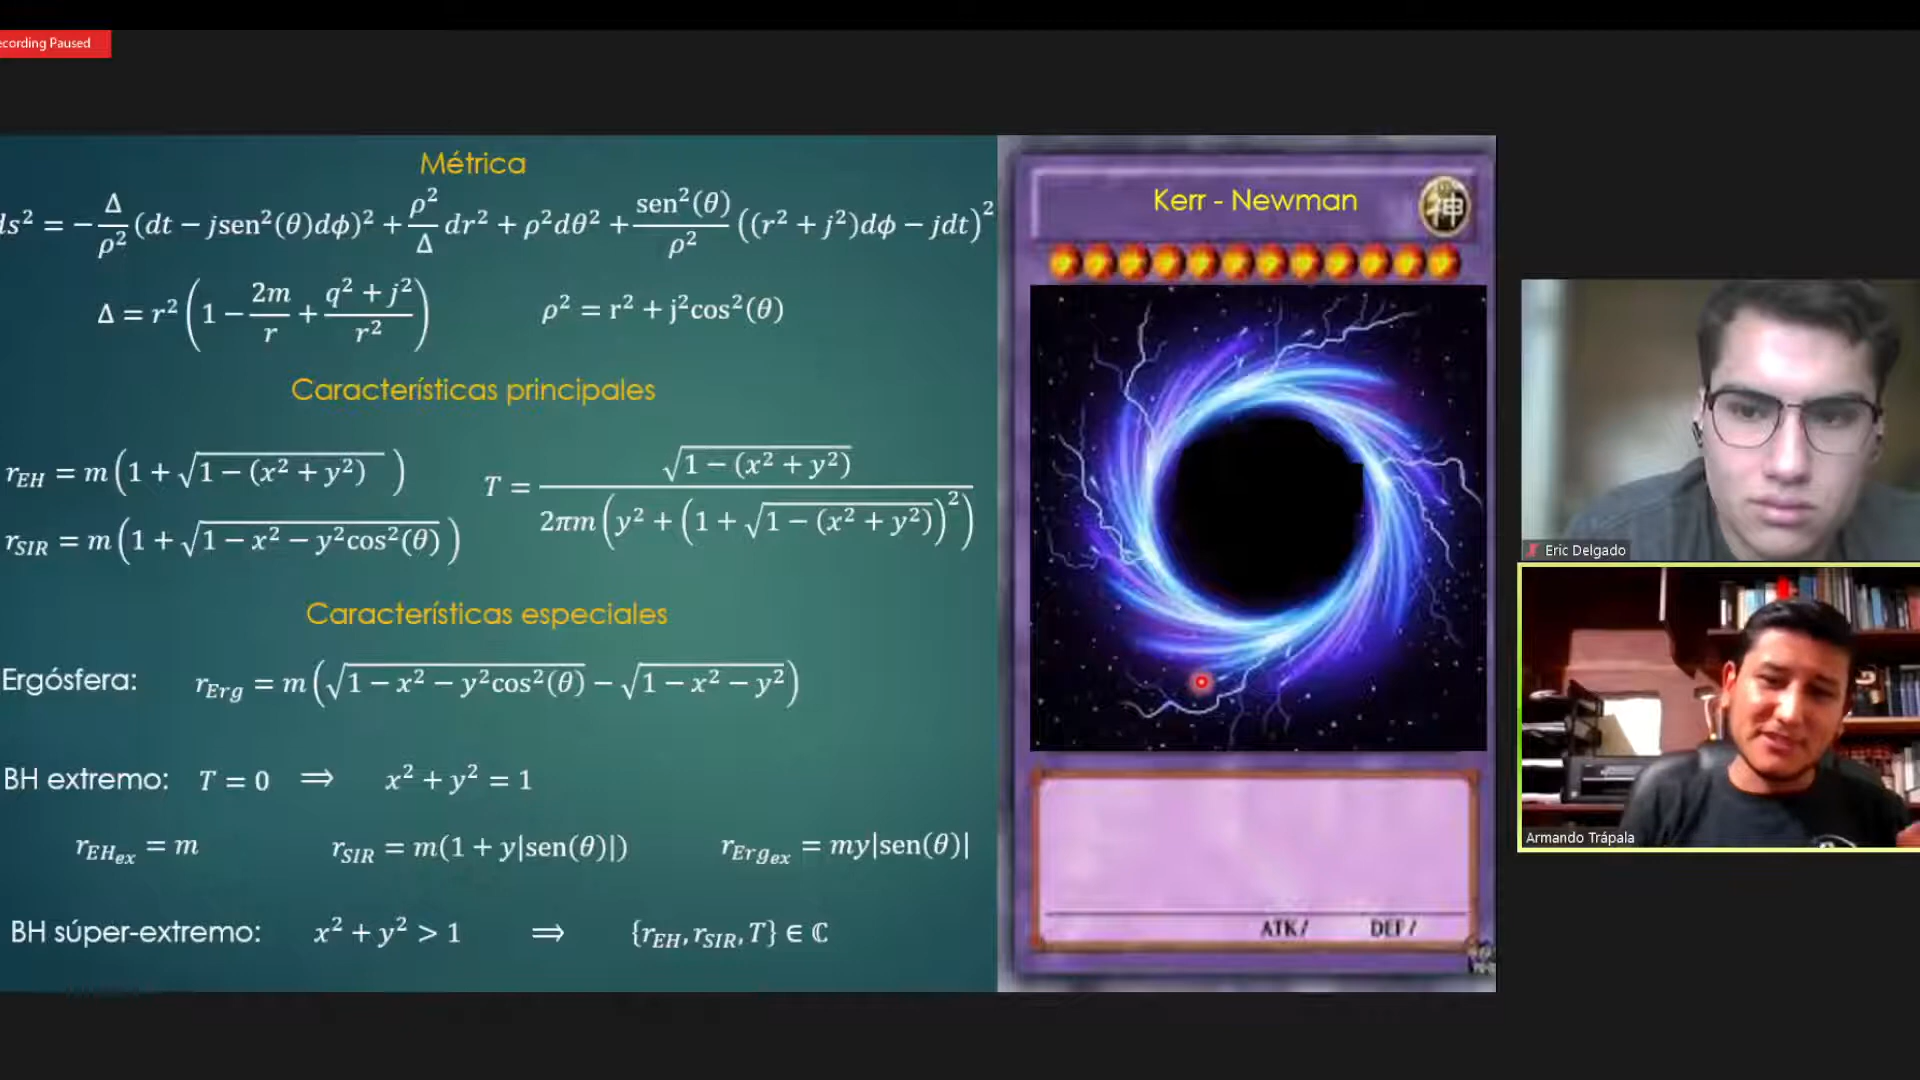 ecording Paused
Métrica
ds² = −Δ/ρ² (dt − jsen²(θ)dϕ)² + ρ²/Δ dr² + ρ²dθ² + sen²(θ)/ρ² ((r² + j²)dϕ − jdt)²
Δ = r² (1 − 2m/r + (q² + j²)/r²)
ρ² = r² + j²cos²(θ)
Características principales
r_EH = m(1 + √(1 − (x² + y²)))
T = √(1 − (x² + y²)) / 2πm(y² + (1 + √(1 − (x² + y²)))²)
r_SIR = m(1 + √(1 − x² − y²cos²(θ)))
Características especiales
Ergósfera: r_Erg = m(√(1 − x² − y²cos²(θ)) − √(1 − x² − y²))
BH extremo: T = 0 ⟹ x² + y² = 1
r_EH_ex = m r_SIR = m(1 + y|sen(θ)|) r_Erg_ex = my|sen(θ)|
BH súper-extremo: x² + y² > 1 ⟹ {r_EH, r_SIR, T} ∈ ℂ
Kerr - Newman
神
ATK/ DEF/
Eric Delgado
Armando Trápala